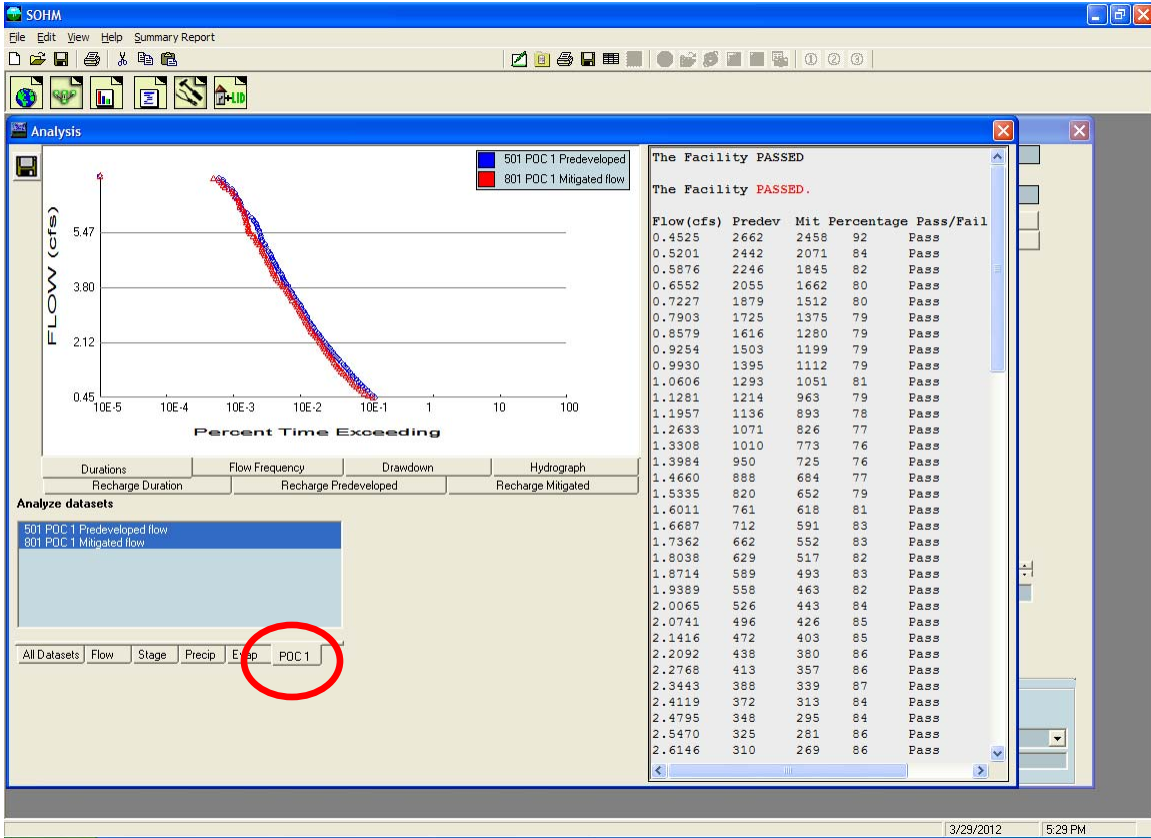 SOHM
File Edit View Help Summary Report
Analysis
501 POC 1 Predeveloped
801 POC 1 Mitigated flow
FLOW (cfs)
5.47
3.80
2.12
0.45
10E-5 10E-4 10E-3 10E-2 10E-1 1 10 100
Percent Time Exceeding
Durations Flow Frequency Drawdown Hydrograph
Recharge Duration Recharge Predeveloped Recharge Mitigated
Analyze datasets
501 POC 1 Predeveloped flow
801 POC 1 Mitigated flow
All Datasets Flow Stage Precip Evap POC 1
The Facility PASSED
The Facility PASSED.
Flow(cfs) Predev Mit Percentage Pass/Fail
0.4525 2662 2458 92 Pass
0.5201 2442 2071 84 Pass
0.5876 2246 1845 82 Pass
0.6552 2055 1662 80 Pass
0.7227 1879 1512 80 Pass
0.7903 1725 1375 79 Pass
0.8579 1616 1280 79 Pass
0.9254 1503 1199 79 Pass
0.9930 1395 1112 79 Pass
1.0606 1293 1051 81 Pass
1.1281 1214 963 79 Pass
1.1957 1136 893 78 Pass
1.2633 1071 826 77 Pass
1.3308 1010 773 76 Pass
1.3984 950 725 76 Pass
1.4660 888 684 77 Pass
1.5335 820 652 79 Pass
1.6011 761 618 81 Pass
1.6687 712 591 83 Pass
1.7362 662 552 83 Pass
1.8038 629 517 82 Pass
1.8714 589 493 83 Pass
1.9389 558 463 82 Pass
2.0065 526 443 84 Pass
2.0741 496 426 85 Pass
2.1416 472 403 85 Pass
2.2092 438 380 86 Pass
2.2768 413 357 86 Pass
2.3443 388 339 87 Pass
2.4119 372 313 84 Pass
2.4795 348 295 84 Pass
2.5470 325 281 86 Pass
2.6146 310 269 86 Pass
3/29/2012 5:29 PM